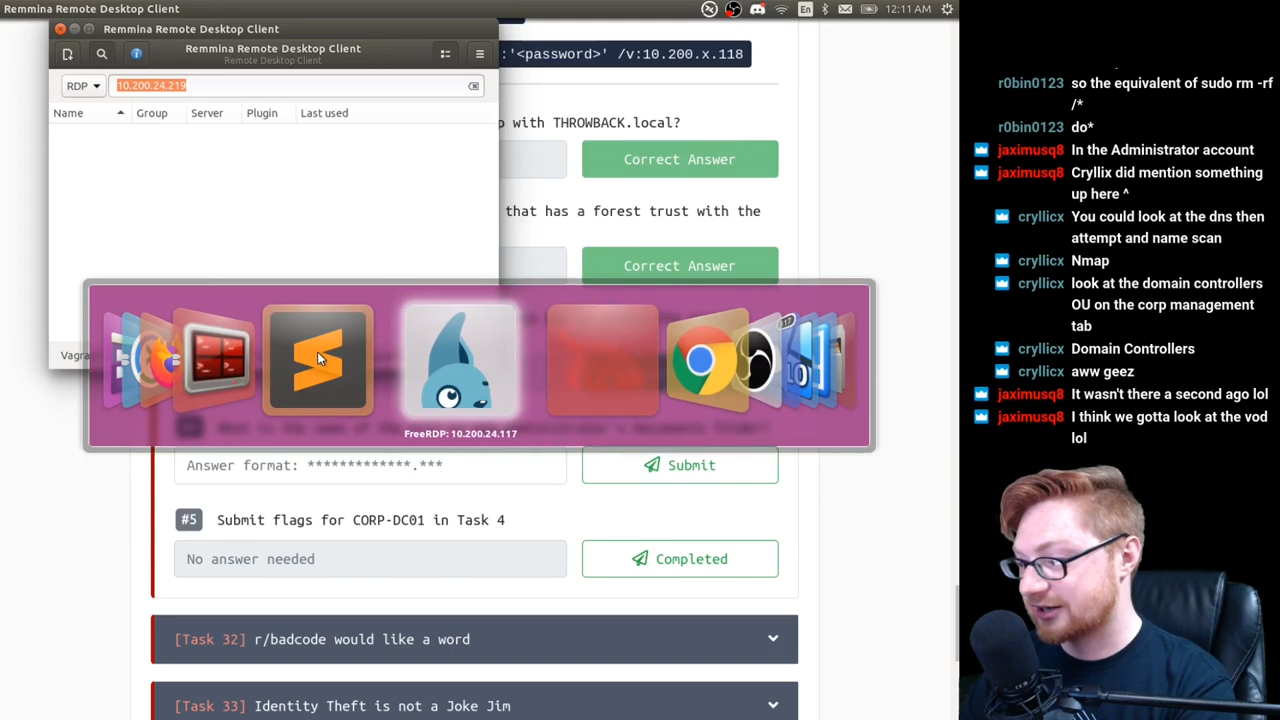 Remmina Remote Desktop Client
En
12:11 AM
Remmina Remote Desktop Client
Remmina Remote Desktop Client
Remote Desktop Client
RDP
10.200.24.219
Name
Group
Server
Plugin
Last used
:'<password>' /v:10.200.x.118
p with THROWBACK.local?
Correct Answer
that has a forest trust with the
Correct Answer
Vagra
117
FreeRDP: 10.200.24.117
Answer format: *************.***
Submit
#5 Submit flags for CORP-DC01 in Task 4
No answer needed
Completed
[Task 32] r/badcode would like a word
[Task 33] Identity Theft is not a Joke Jim
r0bin0123 so the equivalent of sudo rm -rf
/*
r0bin0123 do*
jaximusq8 In the Administrator account
jaximusq8 Cryllix did mention something
up here ^
cryllicx You could look at the dns then
attempt and name scan
cryllicx Nmap
cryllicx look at the domain controllers
OU on the corp management
tab
cryllicx Domain Controllers
cryllicx aww geez
jaximusq8 It wasn't there a second ago lol
jaximusq8 I think we gotta look at the vod
lol